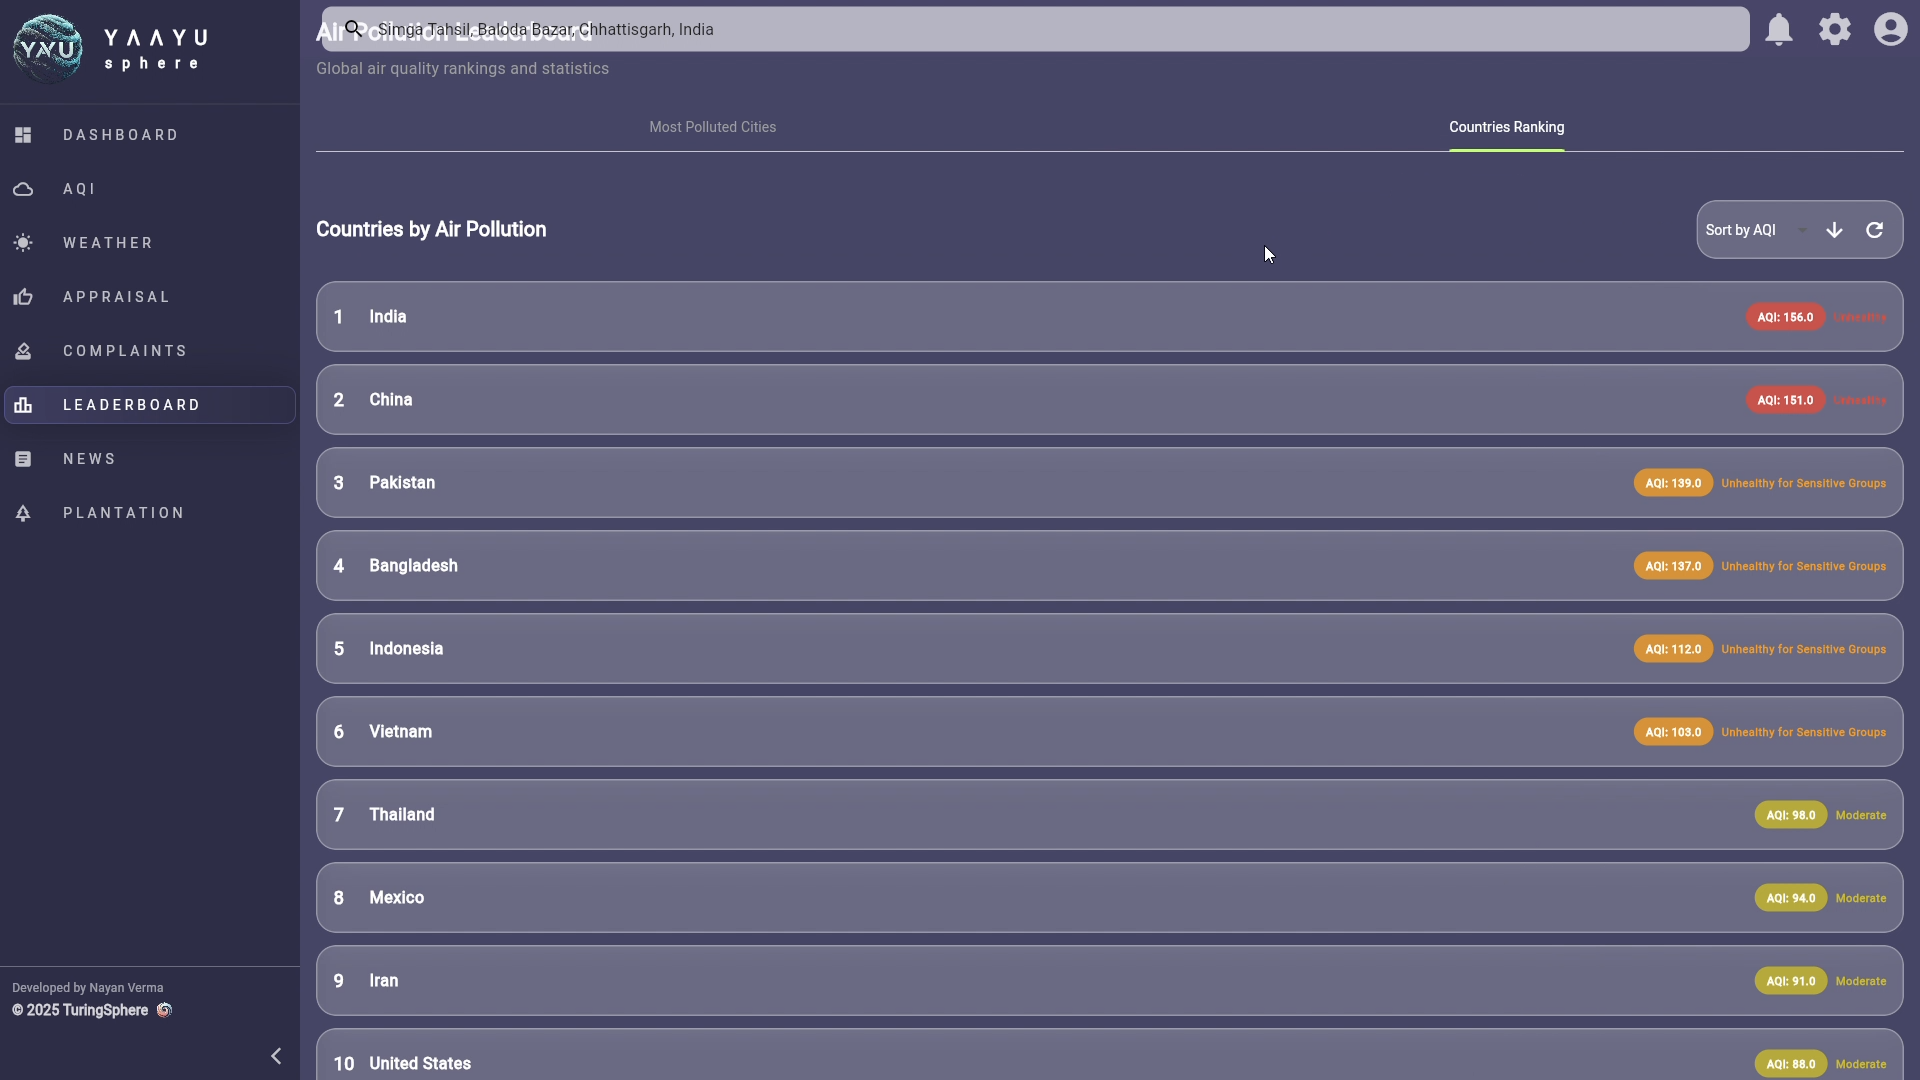 YAAYU
sphere
YAYU
DASHBOARD
AQI
WEATHER
APPRAISAL
COMPLAINTS
LEADERBOARD
NEWS
PLANTATION
Developed by Nayan Verma
© 2025 TuringSphere
Air Pollution Leaderboard
Simga Tahsil, Baloda Bazar, Chhattisgarh, India
Global air quality rankings and statistics
Most Polluted Cities
Countries Ranking
Countries by Air Pollution
Sort by AQI
1 India AQI: 156.0 Unhealthy
2 China AQI: 151.0 Unhealthy
3 Pakistan AQI: 139.0 Unhealthy for Sensitive Groups
4 Bangladesh AQI: 137.0 Unhealthy for Sensitive Groups
5 Indonesia AQI: 112.0 Unhealthy for Sensitive Groups
6 Vietnam AQI: 103.0 Unhealthy for Sensitive Groups
7 Thailand AQI: 98.0 Moderate
8 Mexico AQI: 94.0 Moderate
9 Iran AQI: 91.0 Moderate
10 United States AQI: 88.0 Moderate